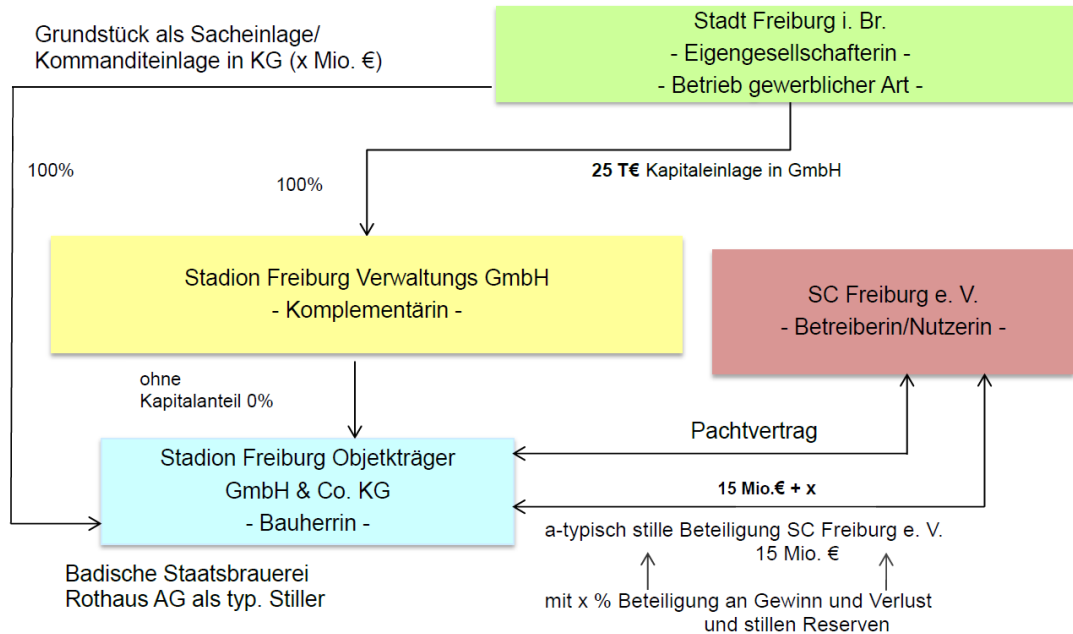 Stadt Freiburg i. Br.
- Eigengesellschafterin -
- Betrieb gewerblicher Art -
Grundstück als Sacheinlage/
Kommanditeinlage in KG (x Mio. €)
100%
100%
25 T€ Kapitaleinlage in GmbH
Stadion Freiburg Verwaltungs GmbH
- Komplementärin -
SC Freiburg e. V.
- Betreiberin/Nutzerin -
ohne
Kapitalanteil 0%
Stadion Freiburg Objetkträger
GmbH & Co. KG
- Bauherrin -
Pachtvertrag
15 Mio.€ + x
a-typisch stille Beteiligung SC Freiburg e. V.
15 Mio. €
Badische Staatsbrauerei
Rothaus AG als typ. Stiller
mit x % Beteiligung an Gewinn und Verlust
und stillen Reserven